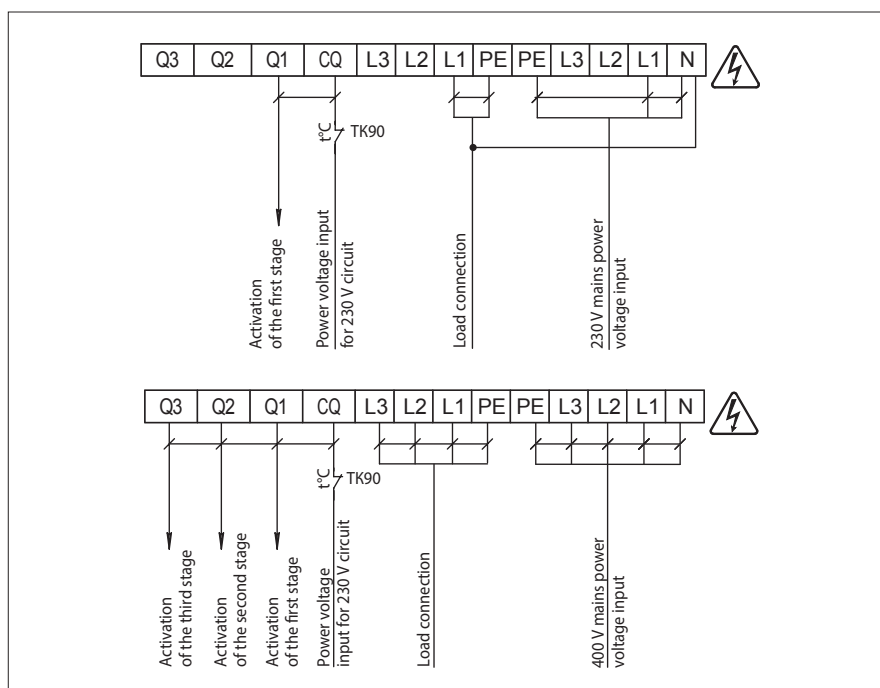 Q3 Q2 Q1 CQ L3 L2 L1 PE PE L3 L2 L1 N
t°C TK90
Activation
of the first stage
Power voltage input
for 230 V circuit
Load connection
230 V mains power
voltage input
Q3 Q2 Q1 CQ L3 L2 L1 PE PE L3 L2 L1 N
t°C TK90
Activation
of the third stage
Activation
of the second stage
Activation
of the first stage
Power voltage
input for 230 V circuit
Load connection
400 V mains power
voltage input